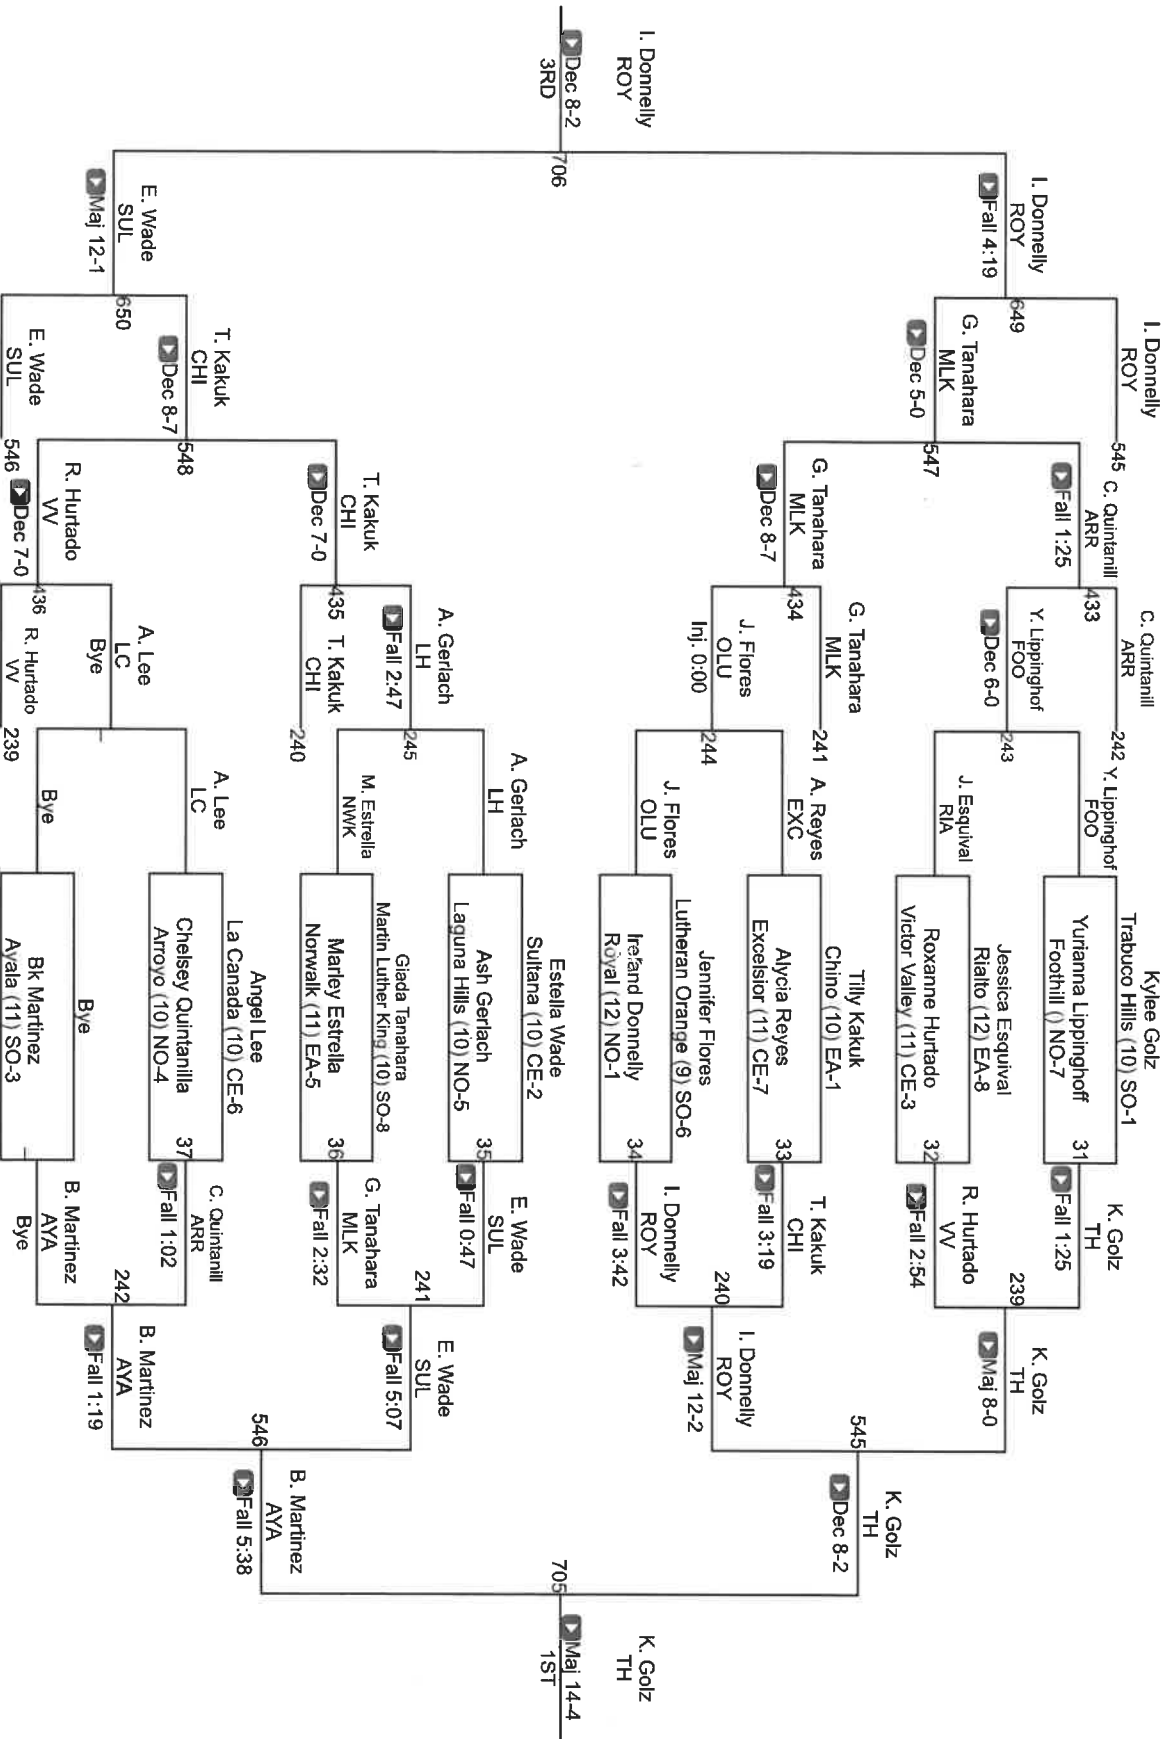 I. Donnelly
ROY
Dec 8-2
3RD
706
I. Donnelly
ROY
Fall 4:19
E. Wade
SUL
Maj 12-1
I. Donnelly
ROY
649
G. Tanahara
MLK
Dec 5-0
650
T. Kakuk
CHI
Dec 8-7
E. Wade
SUL
545
C. Quintanill
ARR
Fall 1:25
547
G. Tanahara
MLK
Dec 8-7
T. Kakuk
CHI
Dec 7-0
548
R. Hurtado
VV
Dec 7-0
546
C. Quintanill
ARR
433
Y. Lippinghof
FOO
Dec 6-0
G. Tanahara
MLK
434
J. Flores
OLU
Inj. 0:00
A. Gerlach
LH
Fall 2:47
435
T. Kakuk
CHI
A. Lee
LC
Bye
436
R. Hurtado
VV
242
Y. Lippinghof
FOO
243
J. Esquival
RIA
241
A. Reyes
EXC
244
J. Flores
OLU
A. Gerlach
LH
245
M. Estrella
NWK
240
A. Lee
LC
Bye
239
Kylee Golz
Trabuco Hills (10) SO-1
Yurianna Lippinghoff
Foothill () NO-7
31
Jessica Esquival
Rialto (12) EA-8
Roxanne Hurtado
Victor Valley (11) CE-3
32
Tilly Kakuk
Chino (10) EA-1
Alycia Reyes
Excelsior (11) CE-7
33
Jennifer Flores
Lutheran Orange (9) SO-6
Ireland Donnelly
Royal (12) NO-1
34
Estella Wade
Sultana (10) CE-2
Ash Gerlach
Laguna Hills (10) NO-5
35
Giada Tanahara
Martin Luther King (10) SO-8
Marley Estrella
Norwalk (11) EA-5
36
Angel Lee
La Canada (10) CE-6
Chelsey Quintanilla
Arroyo (10) NO-4
37
Bye
Bk Martinez
Ayala (11) SO-3
K. Golz
TH
Fall 1:25
R. Hurtado
VV
Fall 2:54
T. Kakuk
CHI
Fall 3:19
I. Donnelly
ROY
Fall 3:42
E. Wade
SUL
Fall 0:47
G. Tanahara
MLK
Fall 2:32
C. Quintanill
ARR
Fall 1:02
B. Martinez
AYA
Bye
239
K. Golz
TH
Maj 8-0
240
I. Donnelly
ROY
Maj 12-2
241
E. Wade
SUL
Fall 5:07
242
B. Martinez
AYA
Fall 1:19
545
K. Golz
TH
Dec 8-2
546
B. Martinez
AYA
Fall 5:38
705
K. Golz
TH
Maj 14-4
1ST